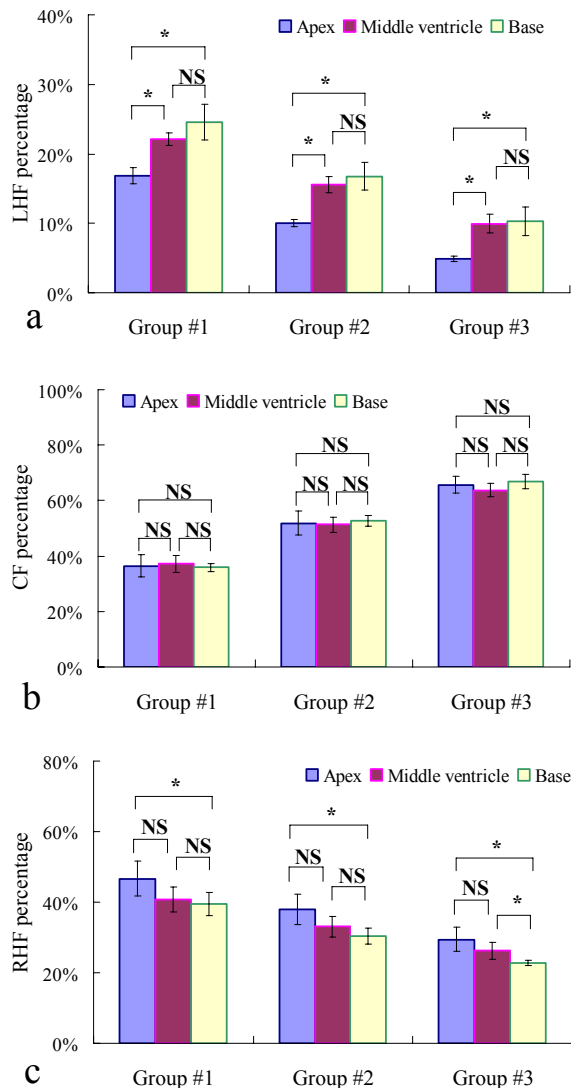 40%
Apex Middle ventricle Base
*
*
NS
30%
*
*
NS
20%
*
*
NS
10%
0%
LHF percentage
a
Group #1 Group #2 Group #3
100%
Apex Middle ventricle Base
NS
NS NS
80%
NS
NS NS
60%
NS
NS NS
40%
20%
0%
CF percentage
b
Group #1 Group #2 Group #3
80%
Apex Middle ventricle Base
*
NS NS
60%
*
NS NS
40%
*
NS *
20%
0%
RHF percentage
c
Group #1 Group #2 Group #3